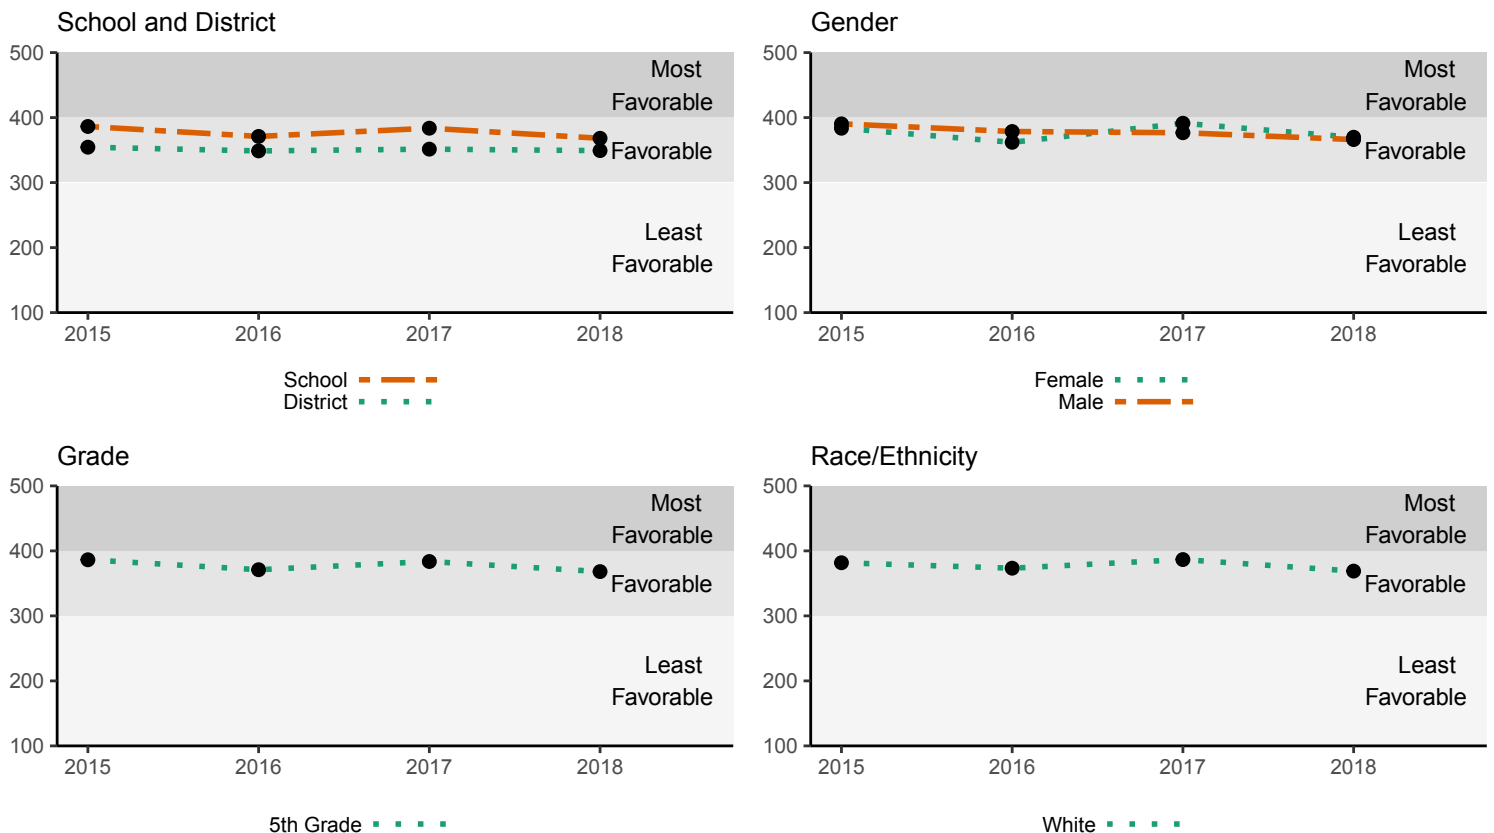 School and District
500
400
300
200
100
Most
Favorable
Favorable
Least
Favorable
2015 2016 2017 2018
School
District
Gender
500
400
300
200
100
Most
Favorable
Favorable
Least
Favorable
2015 2016 2017 2018
Female
Male
Grade
500
400
300
200
100
Most
Favorable
Favorable
Least
Favorable
2015 2016 2017 2018
5th Grade
Race/Ethnicity
500
400
300
200
100
Most
Favorable
Favorable
Least
Favorable
2015 2016 2017 2018
White